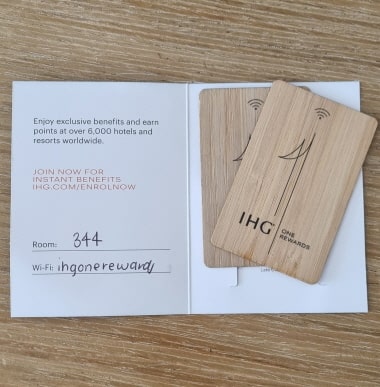 Enjoy exclusive benefits and earn
points at over 6,000 hotels and
resorts worldwide.
JOIN NOW FOR
INSTANT BENEFITS
IHG.COM/ENROLNOW
Room: 344
Wi-Fi: ihgonereward
IHG
ONE
REWARDS